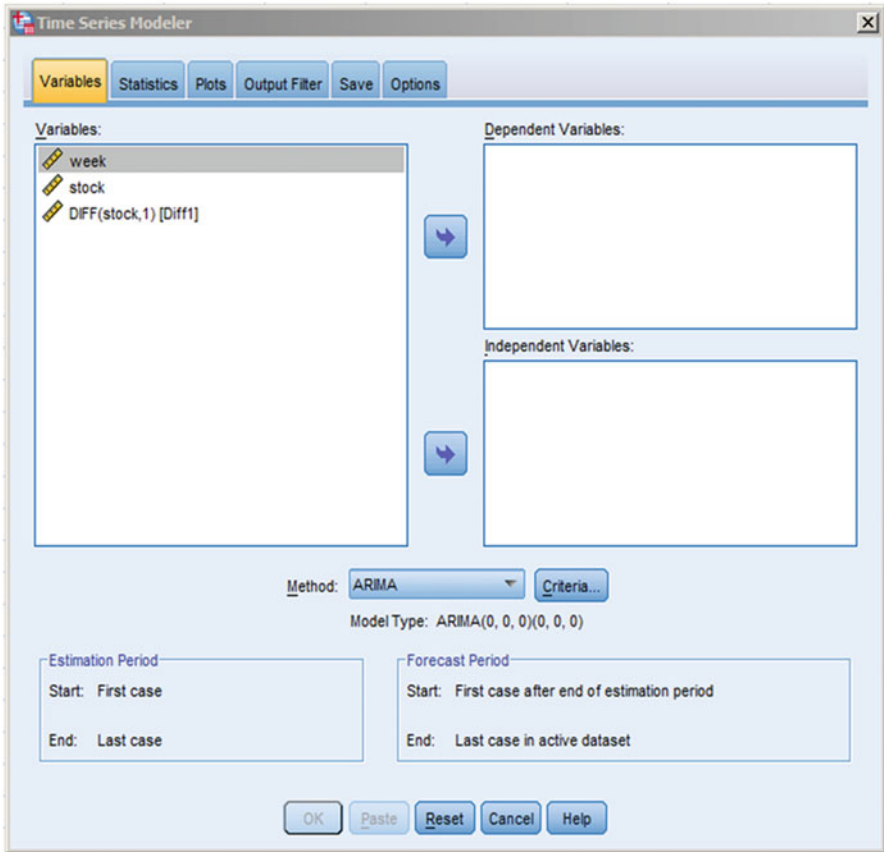 Time Series Modeler
Variables Statistics Plots Output Filter Save Options
Variables:
week
stock
DIFF(stock,1) [Diff1]
Dependent Variables:
Independent Variables:
Method: ARIMA Criteria...
Model Type: ARIMA(0, 0, 0)(0, 0, 0)
Estimation Period
Start: First case
End: Last case
Forecast Period
Start: First case after end of estimation period
End: Last case in active dataset
OK Paste Reset Cancel Help